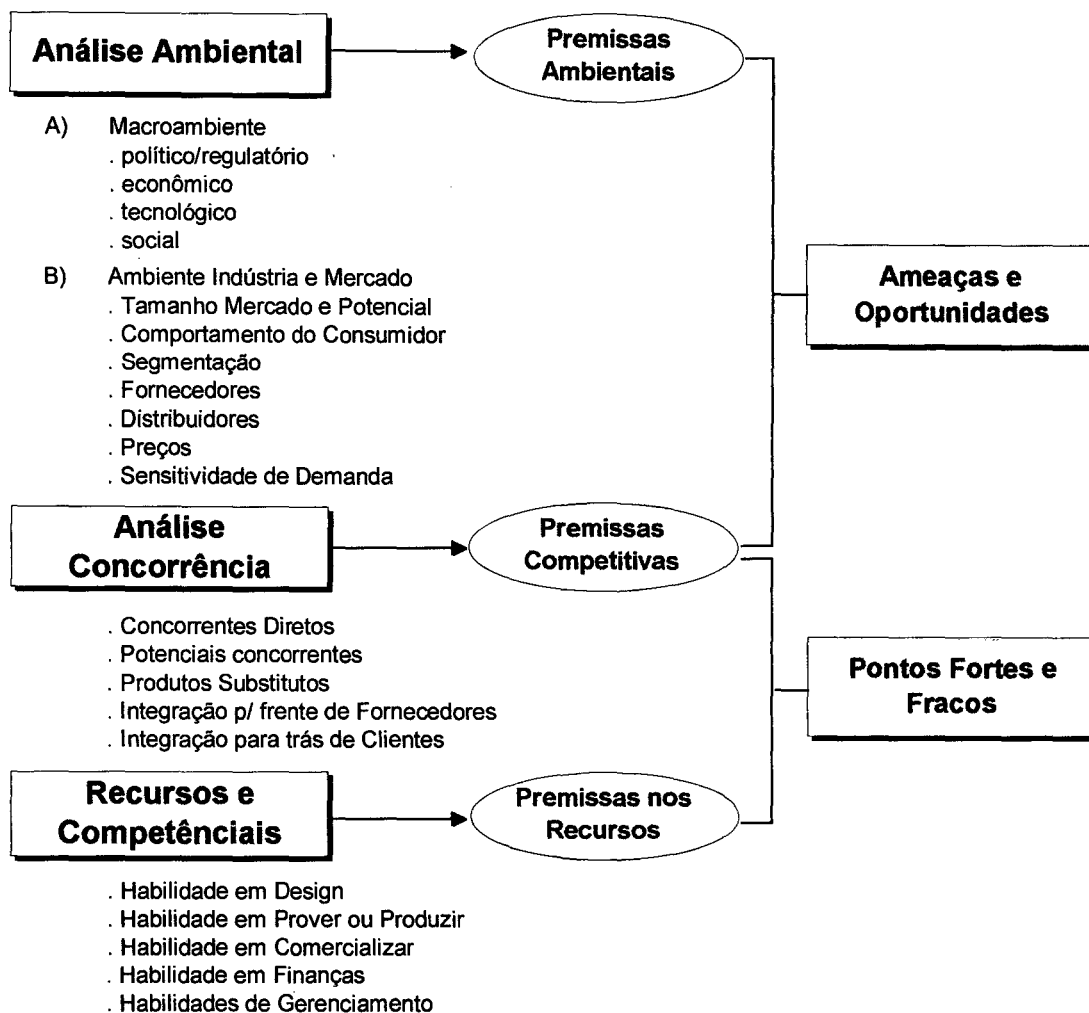 Análise Ambiental
Premissas
Ambientais
A) Macroambiente
. político/regulatório
. econômico
. tecnológico
. social
B) Ambiente Indústria e Mercado
. Tamanho Mercado e Potencial
. Comportamento do Consumidor
. Segmentação
. Fornecedores
. Distribuidores
. Preços
. Sensitividade de Demanda
Ameaças e
Oportunidades
Análise
Concorrência
Premissas
Competitivas
. Concorrentes Diretos
. Potenciais concorrentes
. Produtos Substitutos
. Integração p/ frente de Fornecedores
. Integração para trás de Clientes
Pontos Fortes e
Fracos
Recursos e
Competênciais
Premissas nos
Recursos
. Habilidade em Design
. Habilidade em Prover ou Produzir
. Habilidade em Comercializar
. Habilidade em Finanças
. Habilidades de Gerenciamento